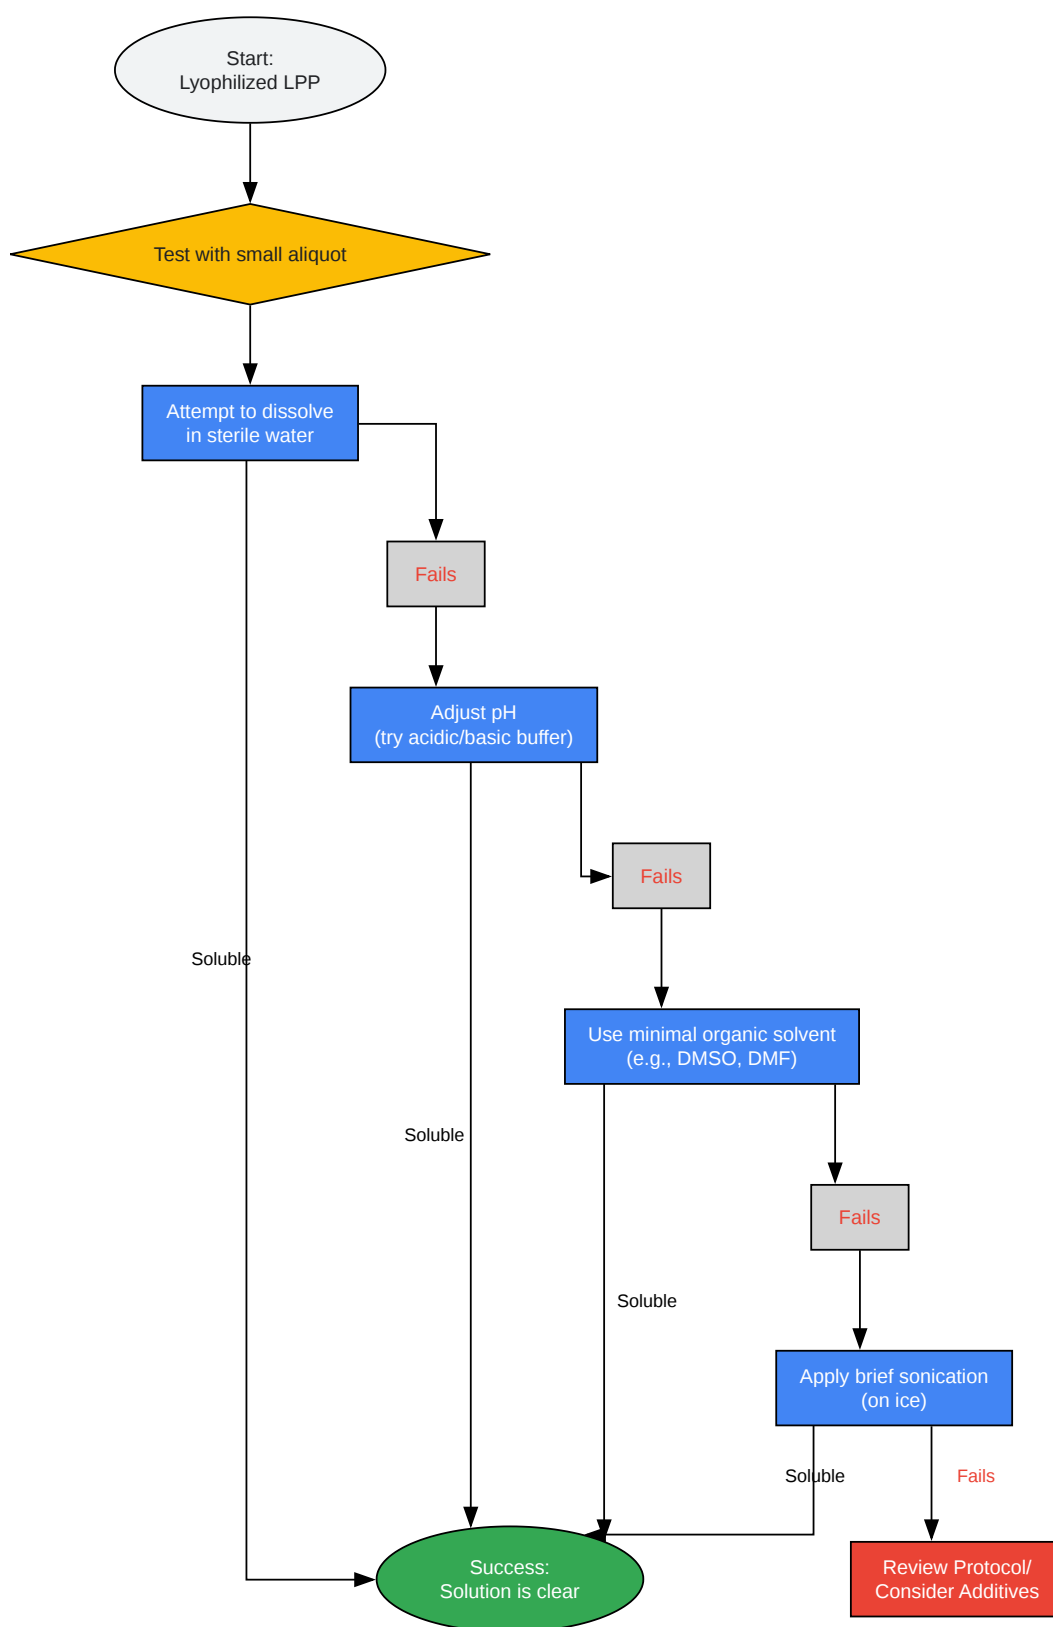 Start:
Lyophilized LPP
Test with small aliquot
Attempt to dissolve
in sterile water
Fails
Adjust pH
(try acidic/basic buffer)
Fails
Soluble
Use minimal organic solvent
(e.g., DMSO, DMF)
Soluble
Fails
Soluble
Apply brief sonication
(on ice)
Soluble
Fails
Success:
Solution is clear
Review Protocol/
Consider Additives